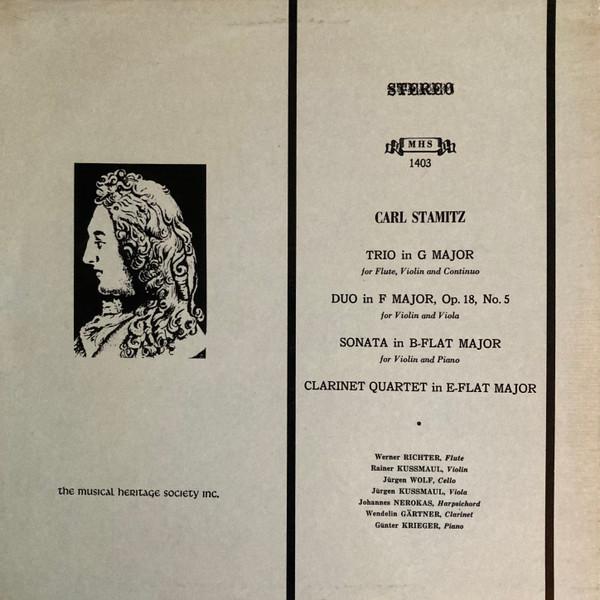 STEREO
MHS
1403
CARL STAMITZ
TRIO in G MAJOR
for Flute, Violin and Continuo
DUO in F MAJOR, Op. 18, No. 5
for Violin and Viola
SONATA in B-FLAT MAJOR
for Violin and Piano
CLARINET QUARTET in E-FLAT MAJOR
•
Werner RICHTER, Flute
Rainer KUSSMAUL, Violin
Jürgen WOLF, Cello
Jürgen KUSSMAUL, Viola
Johannes NEROKAS, Harpsichord
Wendelin GÄRTNER, Clarinet
Günter KRIEGER, Piano
the musical heritage society inc.